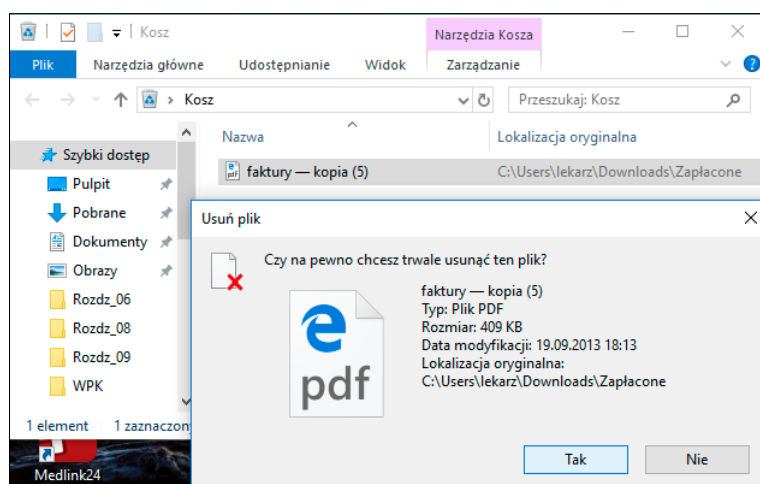 Kosz
Narzędzia Kosza
Plik Narzędzia główne Udostępnianie Widok Zarządzanie
Kosz
Przeszukaj: Kosz
Nazwa Lokalizacja oryginalna
Szybki dostęp
faktury — kopia (5) C:\Users\lekarz\Downloads\Zapłacone
Pulpit
Pobrane
Dokumenty
Obrazy
Rozdz_06
Rozdz_08
Rozdz_09
WPK
1 element 1 zaznaczon
Medlink24
Usuń plik
Czy na pewno chcesz trwale usunąć ten plik?
pdf
faktury — kopia (5)
Typ: Plik PDF
Rozmiar: 409 KB
Data modyfikacji: 19.09.2013 18:13
Lokalizacja oryginalna:
C:\Users\lekarz\Downloads\Zapłacone
Tak Nie